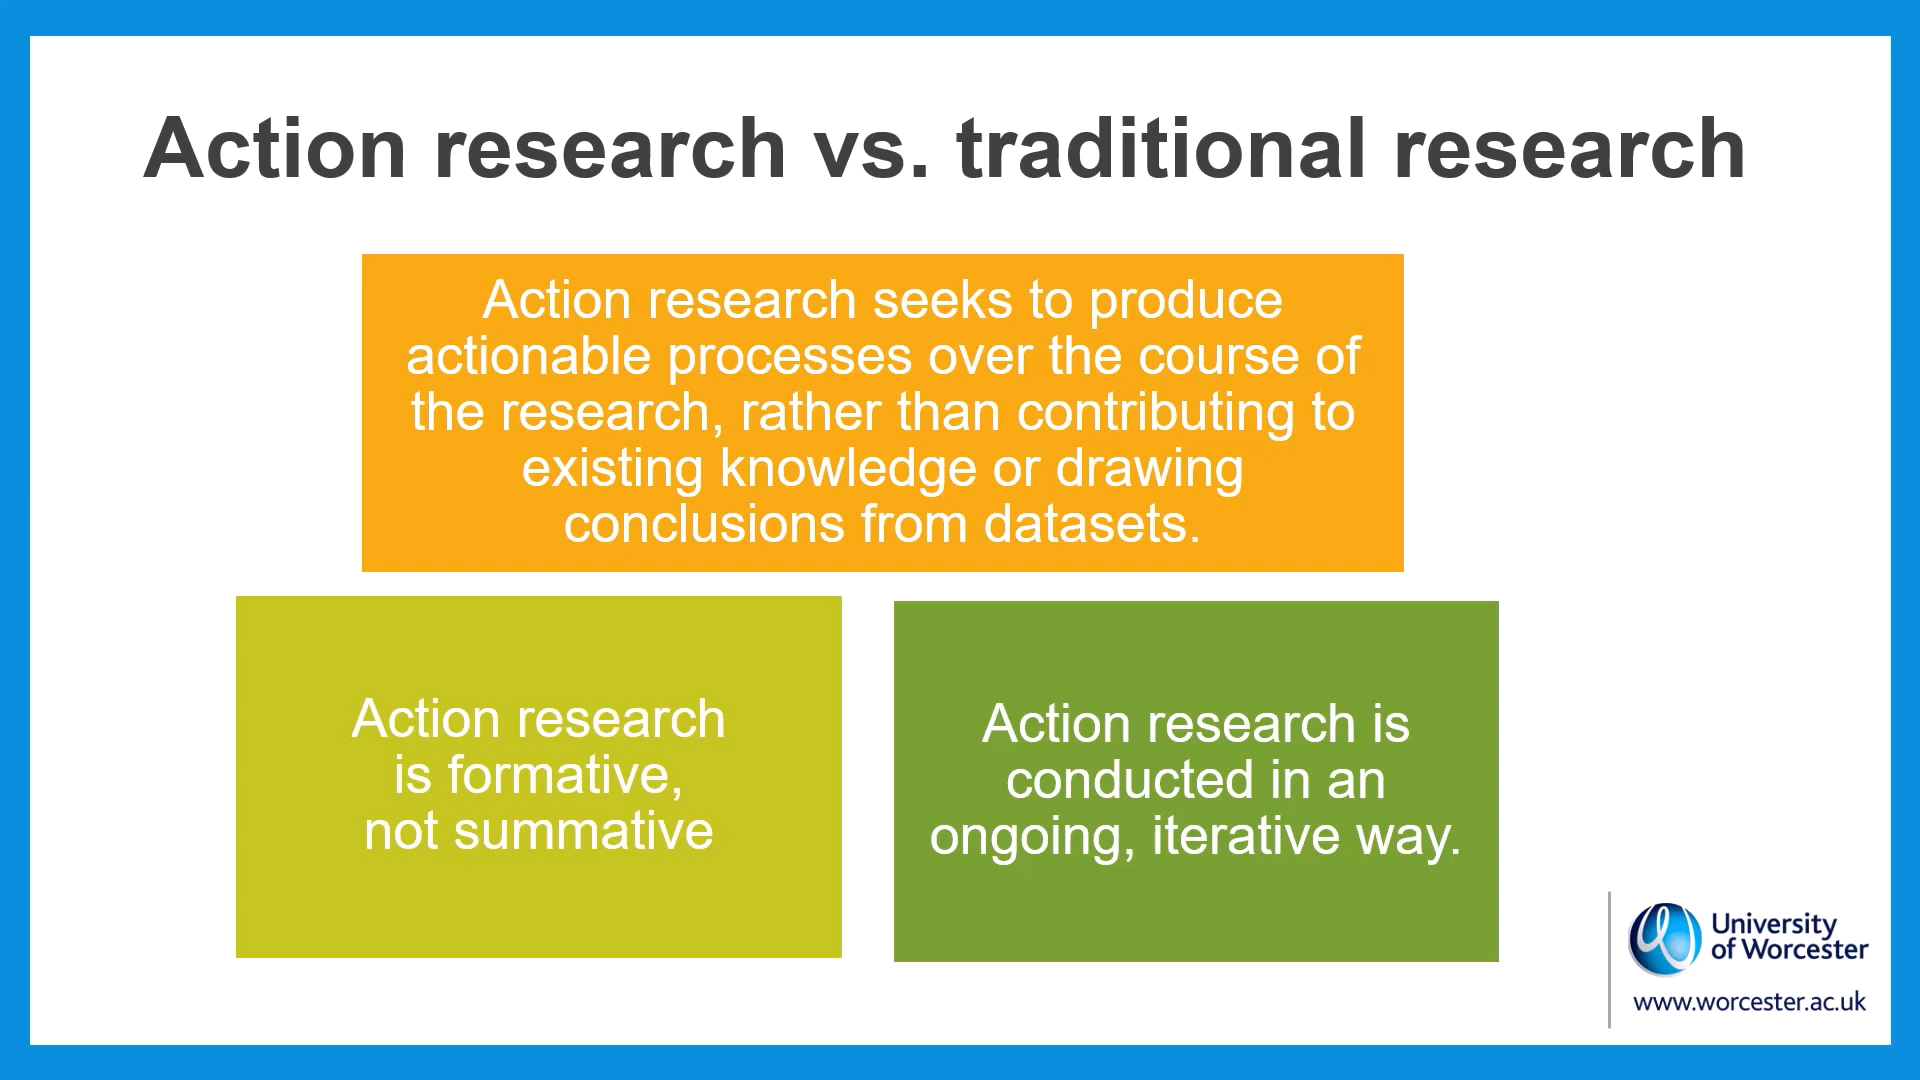 Action research vs. traditional research
Action research seeks to produce
actionable processes over the course of
the research, rather than contributing to
existing knowledge or drawing
conclusions from datasets.
Action research
is formative,
not summative
Action research is
conducted in an
ongoing, iterative way.
University
of Worcester
www.worcester.ac.uk